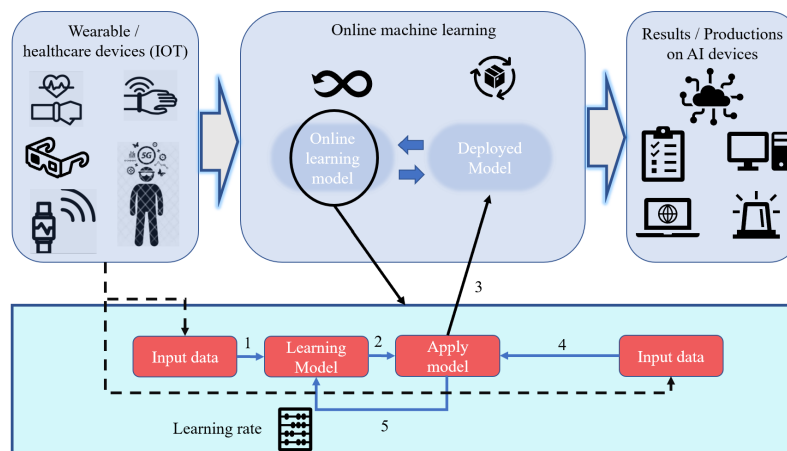 Wearable /
healthcare devices (IOT)
5G
Online machine learning
Online
learning
model
Deployed
Model
Results / Productions
on AI devices
3
Input data
1
Learning
Model
2
Apply
model
4
Input data
5
Learning rate